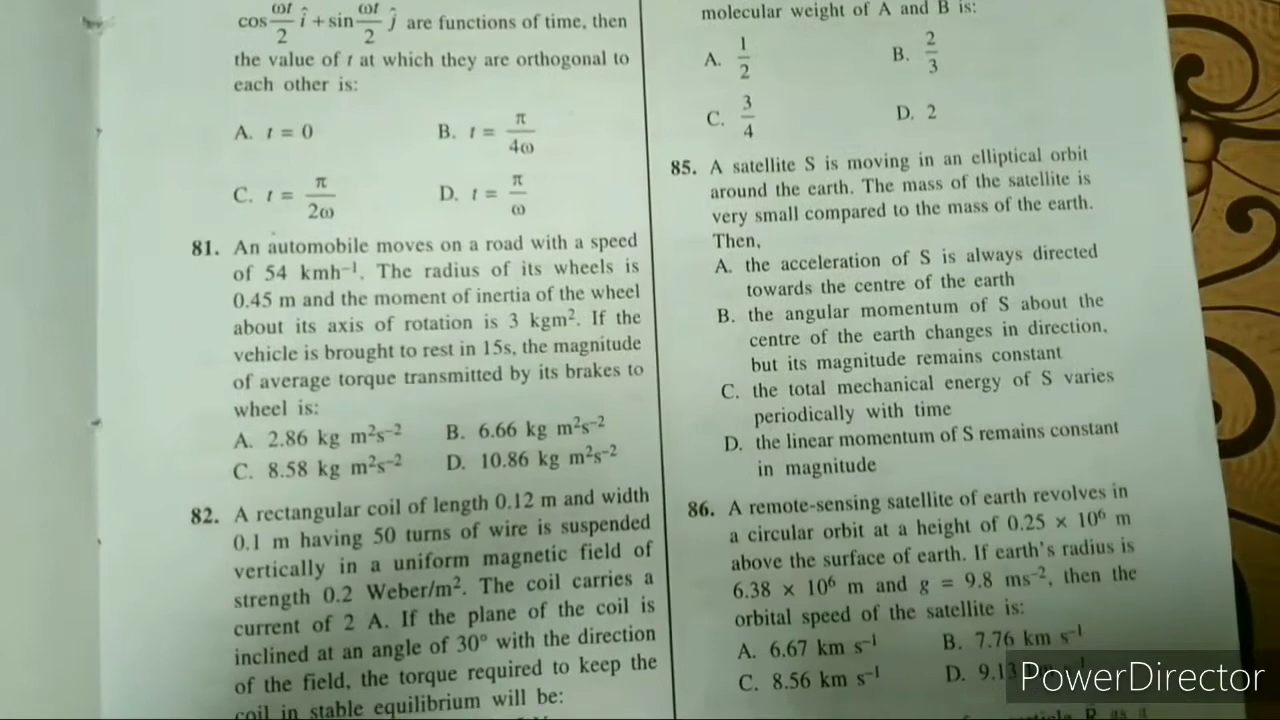 cos ωt/2 î + sin ωt/2 ĵ are functions of time, then
the value of t at which they are orthogonal to
each other is:
A. t = 0 B. t = π/4ω
C. t = π/2ω D. t = π/ω
81. An automobile moves on a road with a speed
of 54 kmh⁻¹. The radius of its wheels is
0.45 m and the moment of inertia of the wheel
about its axis of rotation is 3 kgm². If the
vehicle is brought to rest in 15s, the magnitude
of average torque transmitted by its brakes to
wheel is:
A. 2.86 kg m²s⁻² B. 6.66 kg m²s⁻²
C. 8.58 kg m²s⁻² D. 10.86 kg m²s⁻²
82. A rectangular coil of length 0.12 m and width
0.1 m having 50 turns of wire is suspended
vertically in a uniform magnetic field of
strength 0.2 Weber/m². The coil carries a
current of 2 A. If the plane of the coil is
inclined at an angle of 30° with the direction
of the field, the torque required to keep the
coil in stable equilibrium will be:
molecular weight of A and B is:
A. 1/2 B. 2/3
C. 3/4 D. 2
85. A satellite S is moving in an elliptical orbit
around the earth. The mass of the satellite is
very small compared to the mass of the earth.
Then,
A. the acceleration of S is always directed
towards the centre of the earth
B. the angular momentum of S about the
centre of the earth changes in direction,
but its magnitude remains constant
C. the total mechanical energy of S varies
periodically with time
D. the linear momentum of S remains constant
in magnitude
86. A remote-sensing satellite of earth revolves in
a circular orbit at a height of 0.25 × 10⁶ m
above the surface of earth. If earth's radius is
6.38 × 10⁶ m and g = 9.8 ms⁻², then the
orbital speed of the satellite is:
A. 6.67 km s⁻¹ B. 7.76 km s⁻¹
C. 8.56 km s⁻¹ D. 9.13
PowerDirector